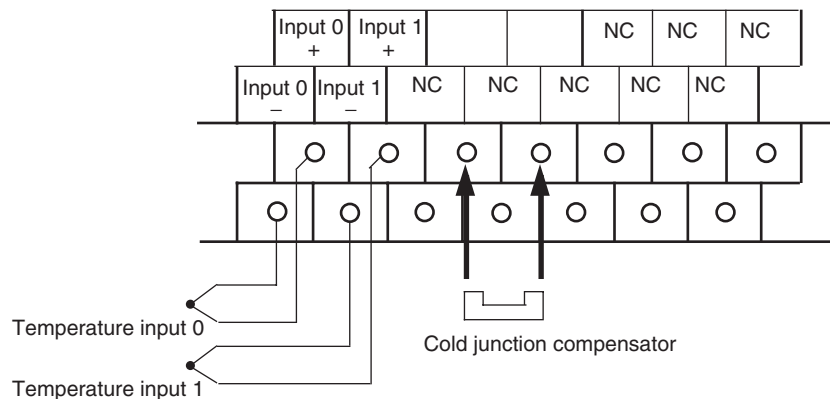 Input 0 Input 1 NC NC NC
+ +
Input 0 Input 1 NC NC NC NC NC
– –
Temperature input 0
Cold junction compensator
Temperature input 1